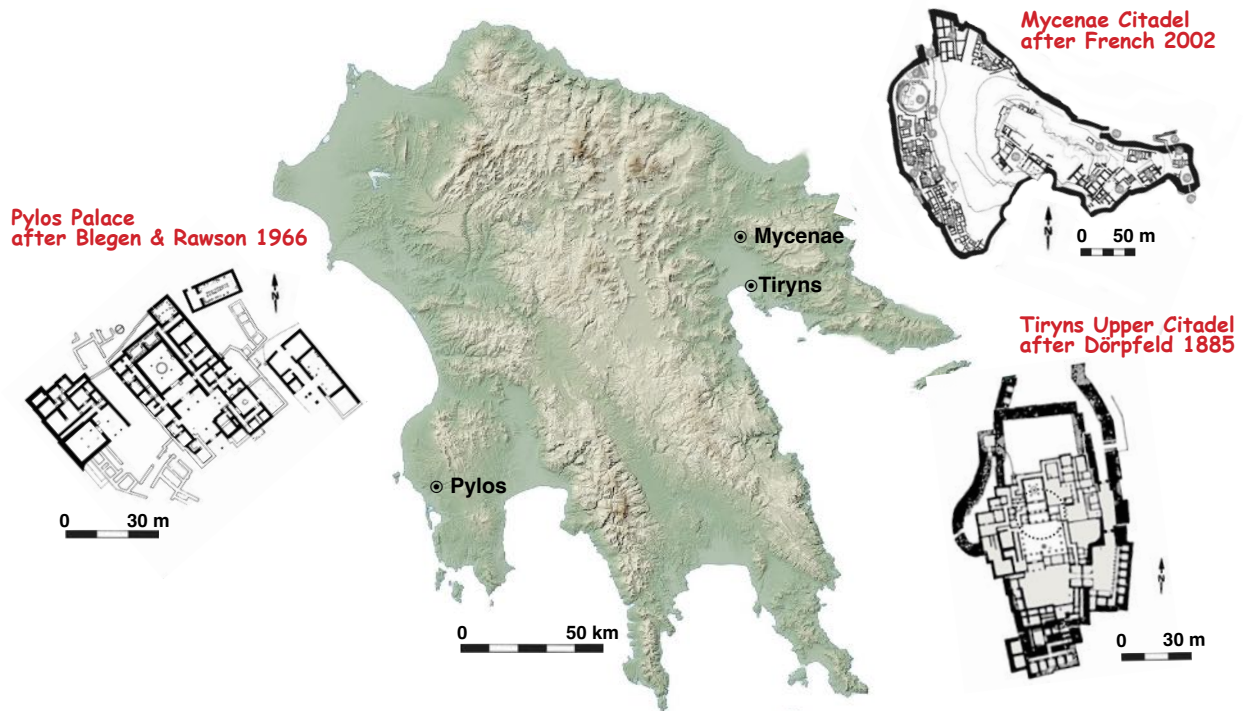 Mycenae Citadel
after French 2002
N
0 50 m
Pylos Palace
after Blegen & Rawson 1966
N
0 30 m
Mycenae
Tiryns
Pylos
0 50 km
Tiryns Upper Citadel
after Dörpfeld 1885
N
0 30 m